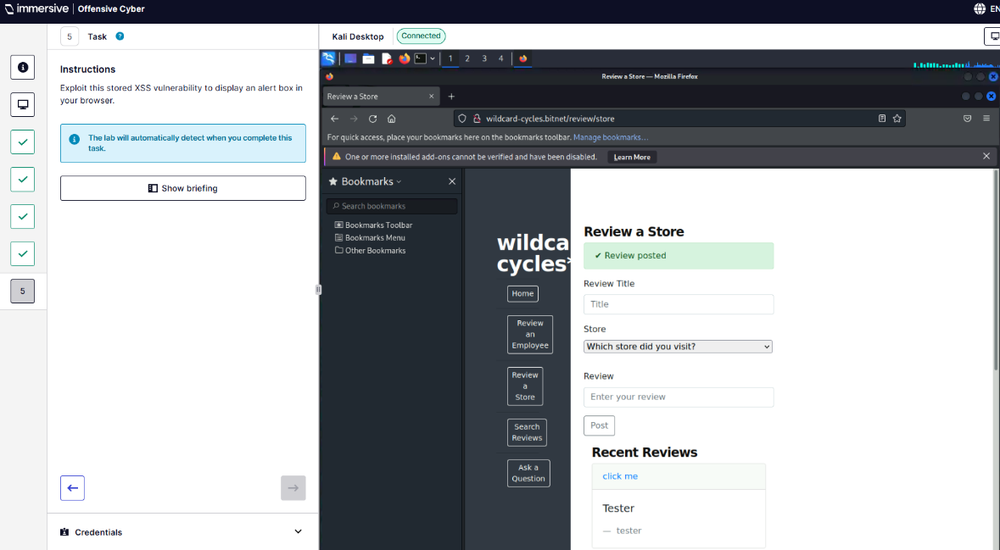 immersive | Offensive Cyber
EN
5 Task ?
Kali Desktop Connected
Instructions
Exploit this stored XSS vulnerability to display an alert box in
your browser.
The lab will automatically detect when you complete this
task.
Show briefing
5
Credentials
1 2 3 4
Review a Store — Mozilla Firefox
Review a Store
wildcard-cycles.bitnet/review/store
For quick access, place your bookmarks here on the bookmarks toolbar. Manage bookmarks...
One or more installed add-ons cannot be verified and have been disabled. Learn More
Bookmarks
Search bookmarks
Bookmarks Toolbar
Bookmarks Menu
Other Bookmarks
wildca
cycles*
Home
Review
an
Employee
Review
a
Store
Search
Reviews
Ask a
Question
Review a Store
✔ Review posted
Review Title
Title
Store
Which store did you visit?
Review
Enter your review
Post
Recent Reviews
click me
Tester
— tester